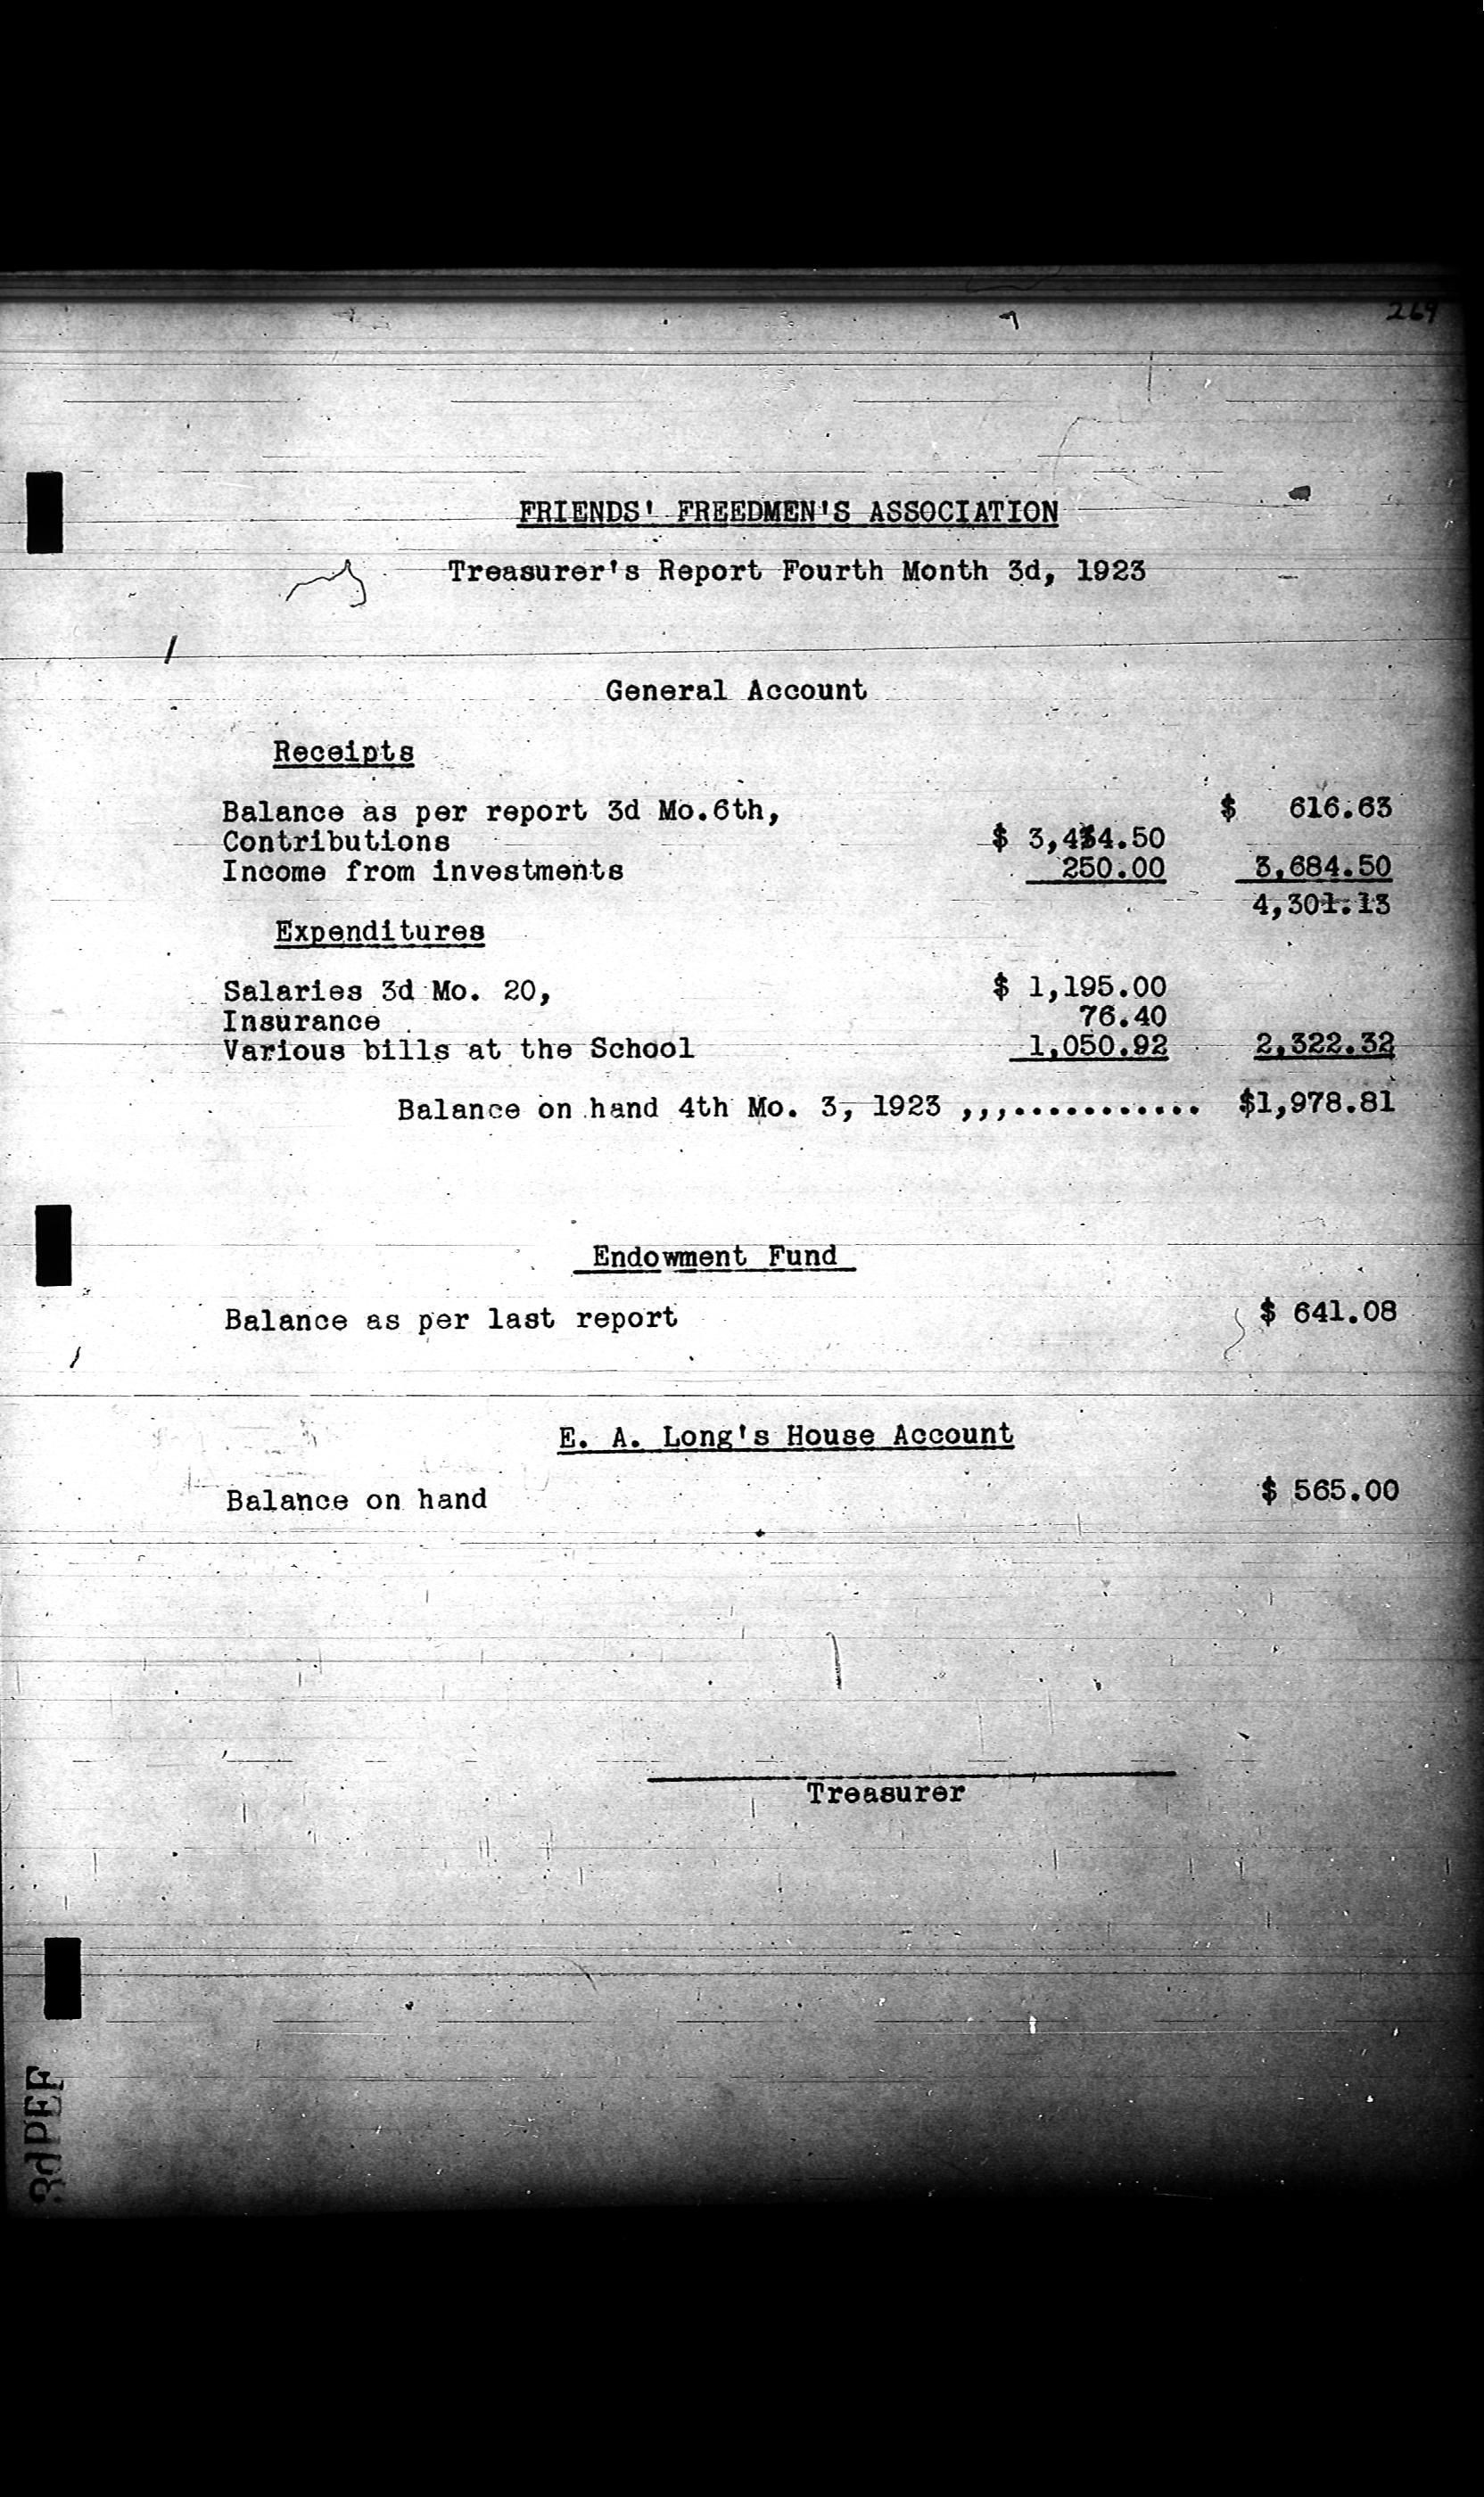 269
FRIENDS' FREEDMEN'S ASSOCIATION
Treasurer's Report Fourth Month 3d, 1923
General Account
Receipts
Balance as per report 3d Mo.6th, $ 616.63
Contributions $ 3,434.50
Income from investments 250.00 3,684.50
4,301.13
Expenditures
Salaries 3d Mo. 20, $ 1,195.00
Insurance 76.40
Various bills at the School 1,050.92 2,322.32
Balance on hand 4th Mo. 3, 1923 ,,,............ $1,978.81
Endowment Fund
Balance as per last report $ 641.08
E. A. Long's House Account
Balance on hand $ 565.00
Treasurer